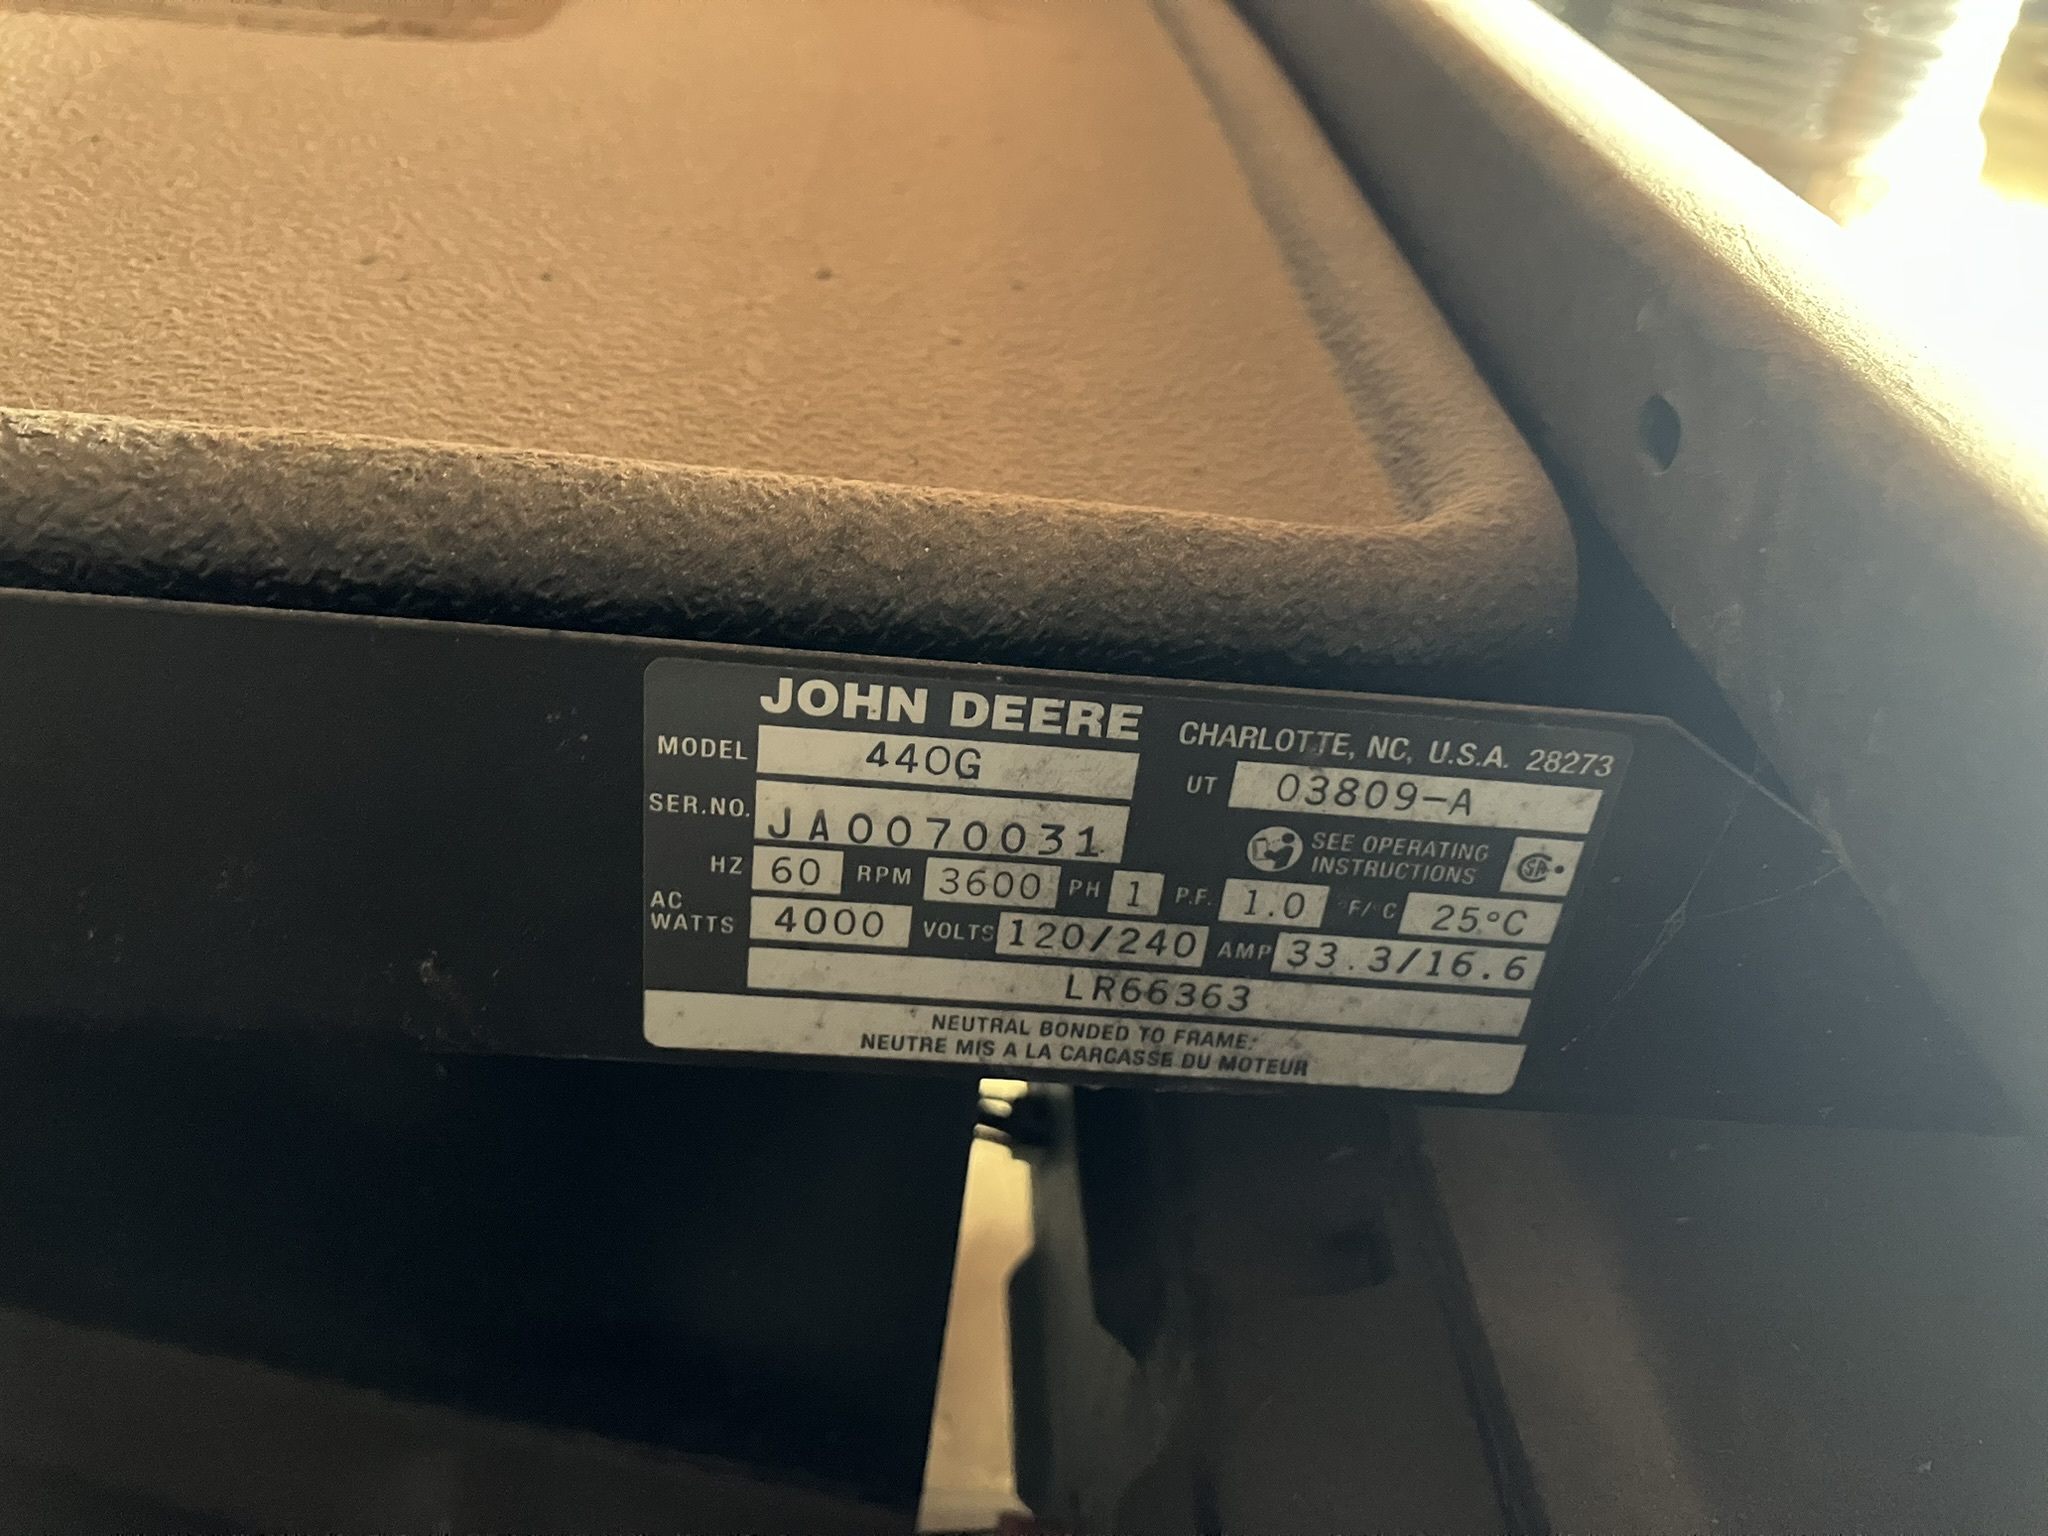 JOHN DEERE
CHARLOTTE, NC, U.S.A. 28273
MODEL 440G
UT 03809-A
SER.NO. JA0070031
SEE OPERATING
INSTRUCTIONS
HZ 60 RPM 3600 PH 1 P.F. 1.0 °F/°C 25°C
AC
WATTS 4000 VOLTS 120/240 AMP 33.3/16.6
LR66363
NEUTRAL BONDED TO FRAME:
NEUTRE MIS A LA CARCASSE DU MOTEUR